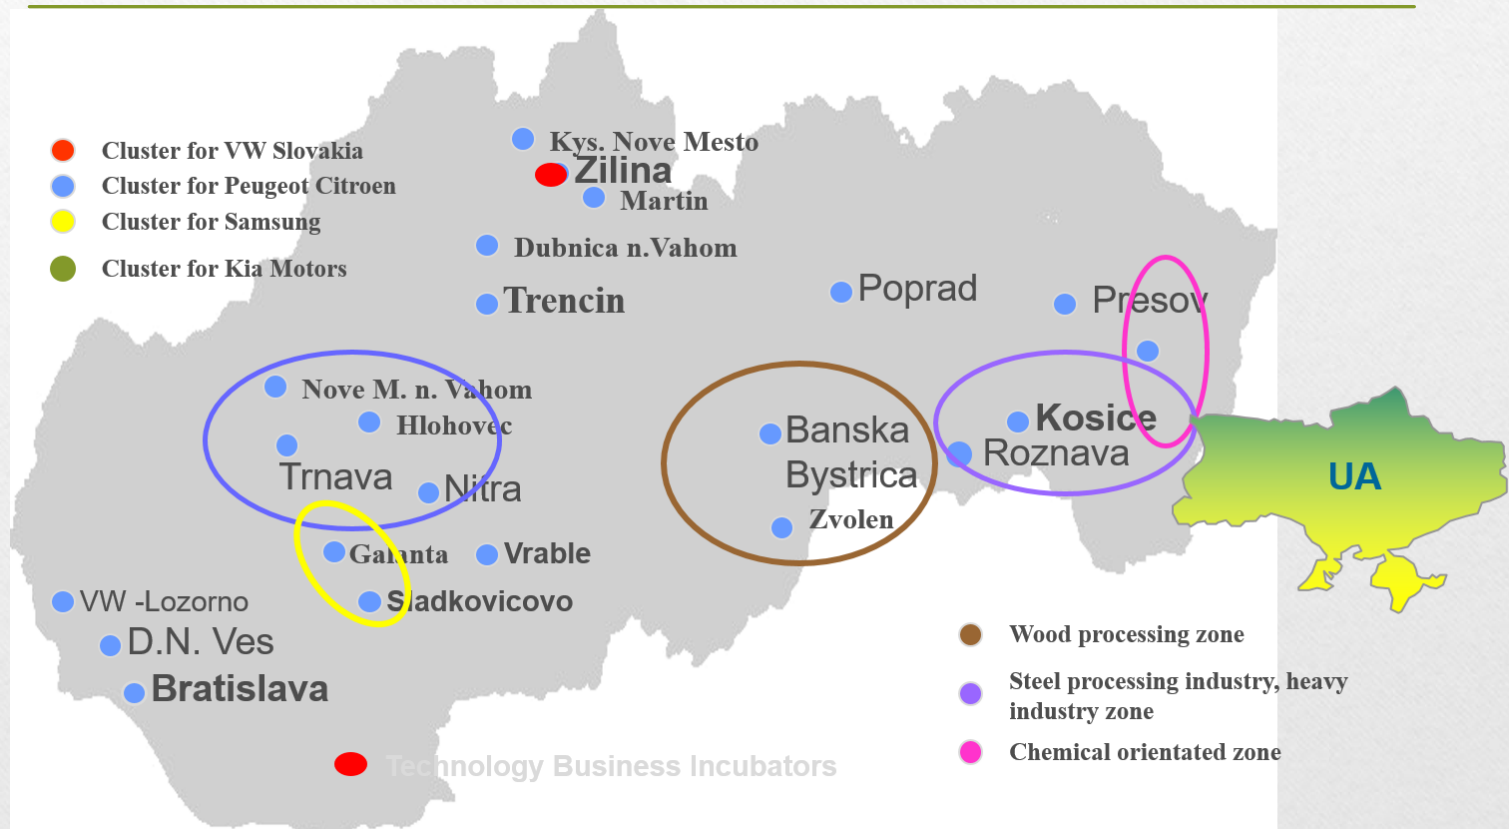 Cluster for VW Slovakia
Cluster for Peugeot Citroen
Cluster for Samsung
Cluster for Kia Motors
Kys. Nove Mesto
Zilina
Martin
Dubnica n.Vahom
Trencin
Poprad
Presov
Nove M. n. Vahom
Hlohovec
Trnava
Nitra
Banska
Bystrica
Zvolen
Kosice
Roznava
UA
Galanta
Vrable
Sladkovicovo
VW -Lozorno
D.N. Ves
Bratislava
Technology Business Incubators
Wood processing zone
Steel processing industry, heavy
industry zone
Chemical orientated zone